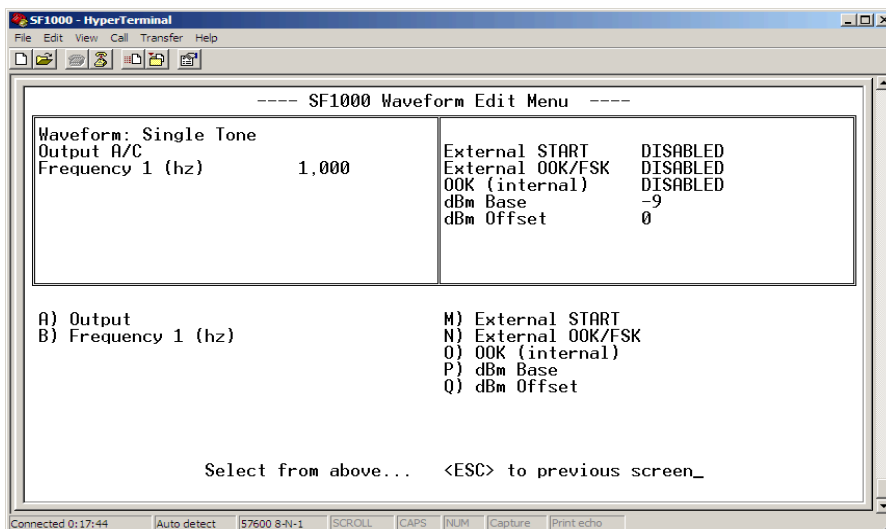 SF1000 - HyperTerminal
File Edit View Call Transfer Help
---- SF1000 Waveform Edit Menu ----
Waveform: Single Tone
Output A/C
Frequency 1 (hz) 1,000
External START DISABLED
External OOK/FSK DISABLED
OOK (internal) DISABLED
dBm Base -9
dBm Offset 0
A) Output
B) Frequency 1 (hz)
M) External START
N) External OOK/FSK
O) OOK (internal)
P) dBm Base
Q) dBm Offset
Select from above... <ESC> to previous screen_
Connected 0:17:44 Auto detect 57600 8-N-1 SCROLL CAPS NUM Capture Print echo